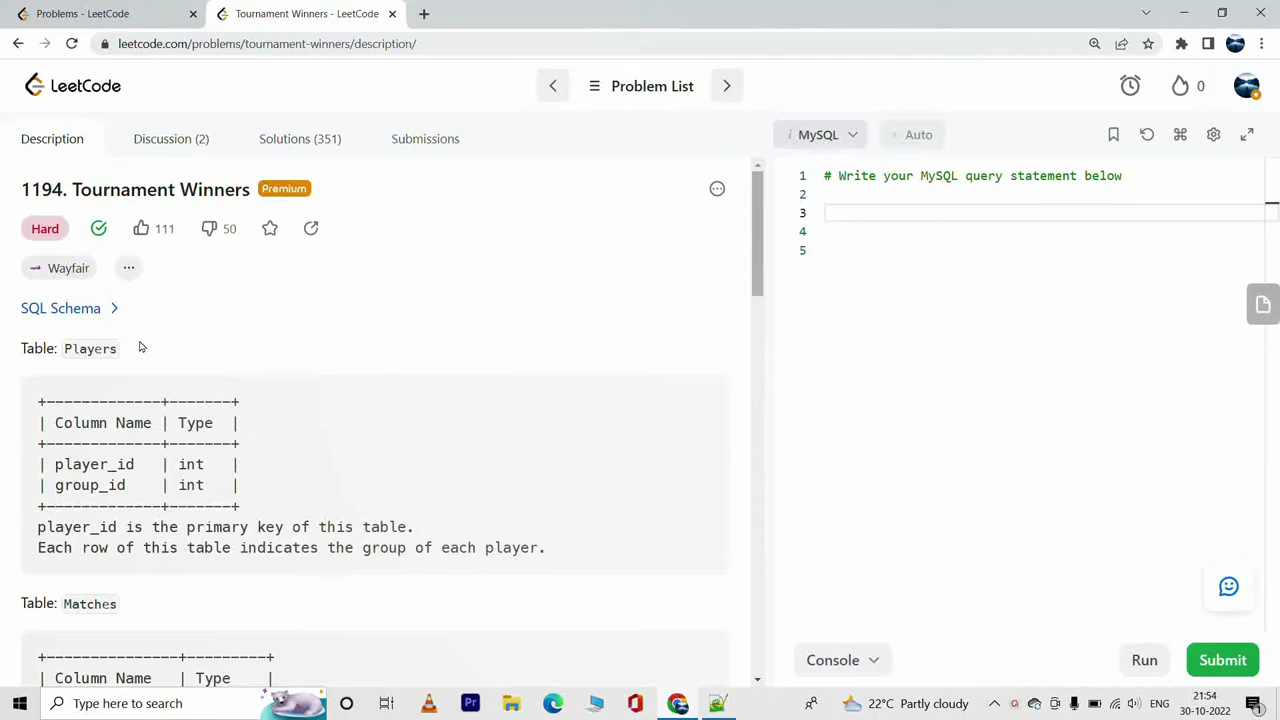 Problems - LeetCode
Tournament Winners - LeetCode
leetcode.com/problems/tournament-winners/description/
LeetCode
Problem List
0
Description
Discussion (2)
Solutions (351)
Submissions
i MySQL
Auto
1194. Tournament Winners
Premium
Hard
111
50
Wayfair
...
SQL Schema
Table: Players
+-------------+-------+
| Column Name | Type  |
+-------------+-------+
| player_id   | int   |
| group_id    | int   |
+-------------+-------+
player_id is the primary key of this table.
Each row of this table indicates the group of each player.
Table: Matches
+---------------+---------+
| Column Name   | Type    |
1 # Write your MySQL query statement below
2
3
4
5
Console
Run
Submit
Type here to search
Pr
22°C Partly cloudy
ENG
21:54
30-10-2022
1